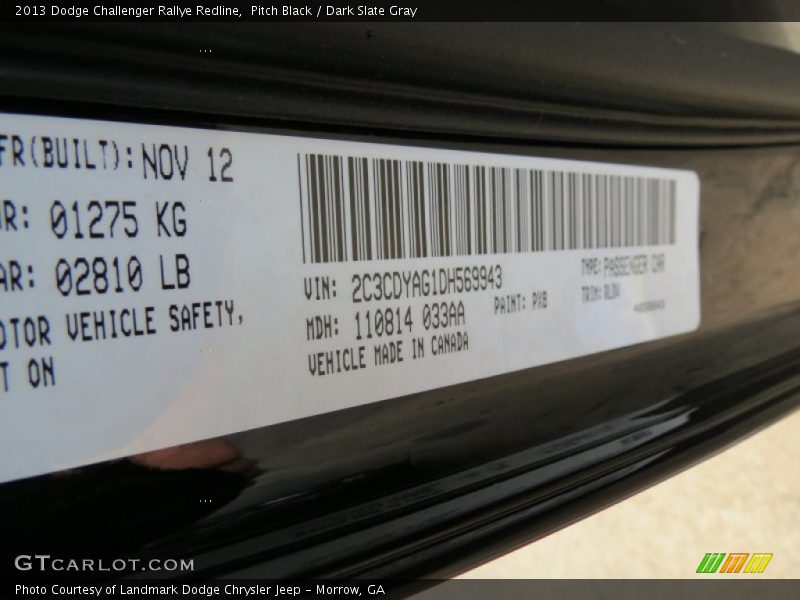 2013 Dodge Challenger Rallye Redline,  Pitch Black / Dark Slate Gray
FR(BUILT): NOV 12
R: 01275 KG
AR: 02810 LB
OTOR VEHICLE SAFETY,
T ON
VIN: 2C3CDYAG1DH569943
MDH: 110814 033AA
VEHICLE MADE IN CANADA
PAINT: PX8
TYPE: PASSENGER CAR
TRIM:
GTCARLOT.COM
Photo Courtesy of Landmark Dodge Chrysler Jeep - Morrow, GA